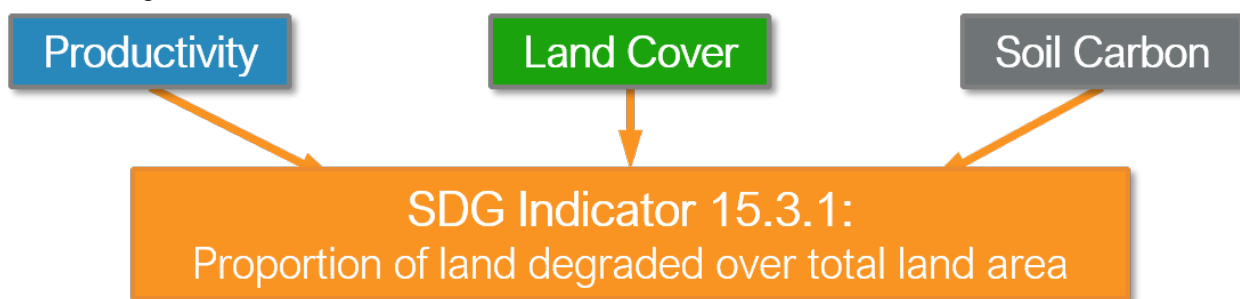 Productivity
Land Cover
Soil Carbon
SDG Indicator 15.3.1:
Proportion of land degraded over total land area